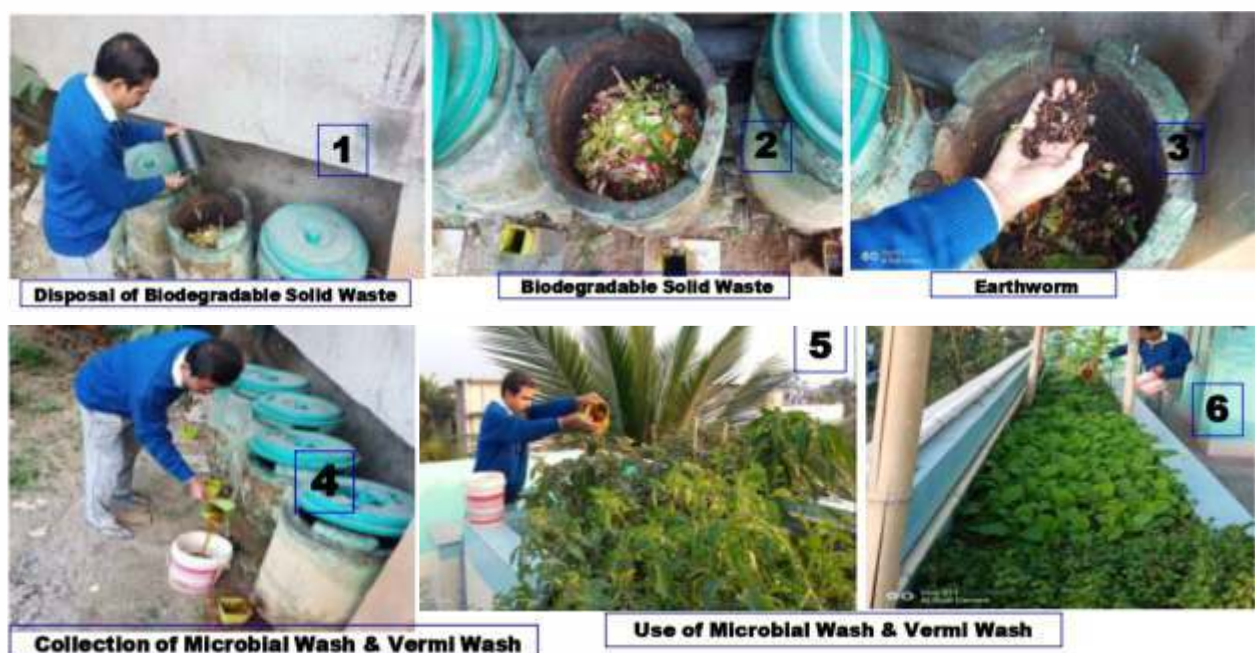 1
2
3
Disposal of Biodegradable Solid Waste
Biodegradable Solid Waste
Earthworm
4
5
6
Collection of Microbial Wash & Vermi Wash
Use of Microbial Wash & Vermi Wash